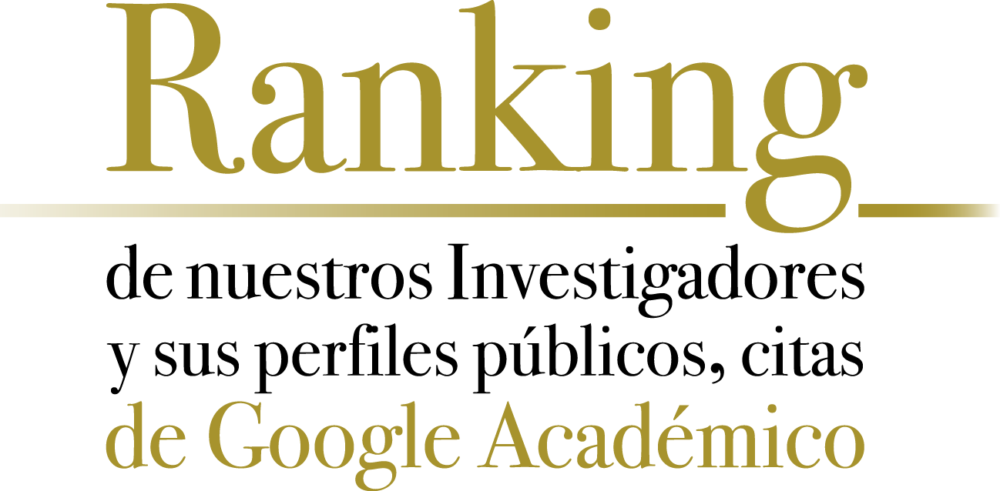 Ranking
de nuestros Investigadores
y sus perfiles públicos, citas
de Google Académico